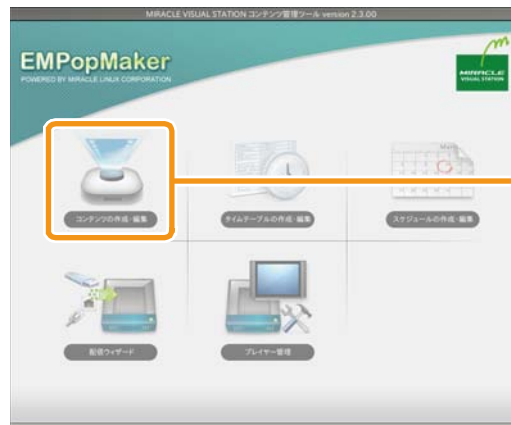 MIRACLE VISUAL STATION コンテンツ管理ツール version 2.3.00
EMPopMaker
POWERED BY MIRACLE LINUX CORPORATION
m
MIRACLE
VISUAL STATION
コンテンツの作成・編集
タイムテーブルの作成・編集
スケジュールの作成・編集
配信ウィザード
プレイヤー管理